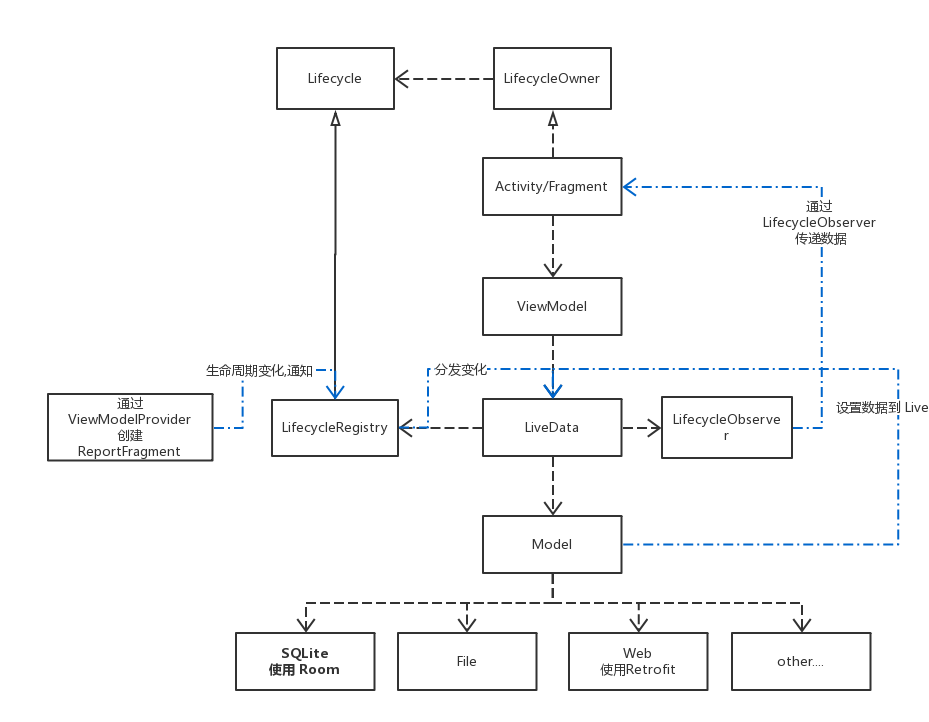 Lifecycle
LifecycleOwner
Activity/Fragment
通过
LifecycleObserver
传递数据
ViewModel
生命周期变化,通知
分发变化
通过
ViewModelProvider
创建
ReportFragment
LifecycleRegistry
LiveData
LifecycleObserve
r
设置数据到 Live
Model
SQLite
使用 Room
File
Web
使用Retrofit
other....